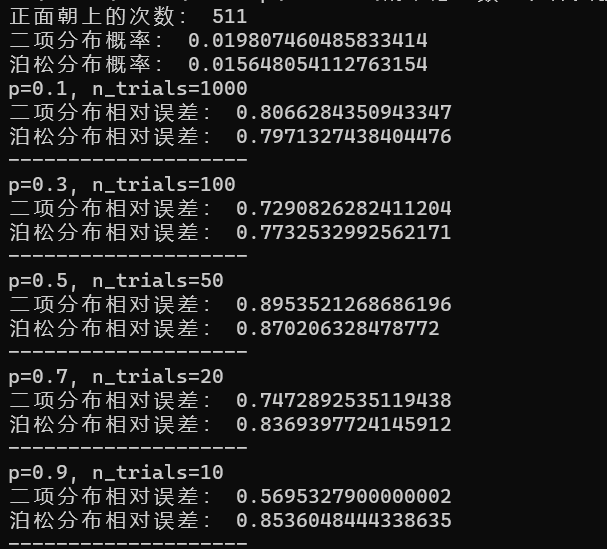 正面朝上的次数: 511
二项分布概率: 0.019807460485833414
泊松分布概率: 0.015648054112763154
p=0.1, n_trials=1000
二项分布相对误差: 0.8066284350943347
泊松分布相对误差: 0.7971327438404476
--------------------
p=0.3, n_trials=100
二项分布相对误差: 0.7290826282411204
泊松分布相对误差: 0.7732532992562171
--------------------
p=0.5, n_trials=50
二项分布相对误差: 0.8953521268686196
泊松分布相对误差: 0.870206328478772
--------------------
p=0.7, n_trials=20
二项分布相对误差: 0.7472892535119438
泊松分布相对误差: 0.8369397724145912
--------------------
p=0.9, n_trials=10
二项分布相对误差: 0.5695327900000002
泊松分布相对误差: 0.8536048444338635
--------------------